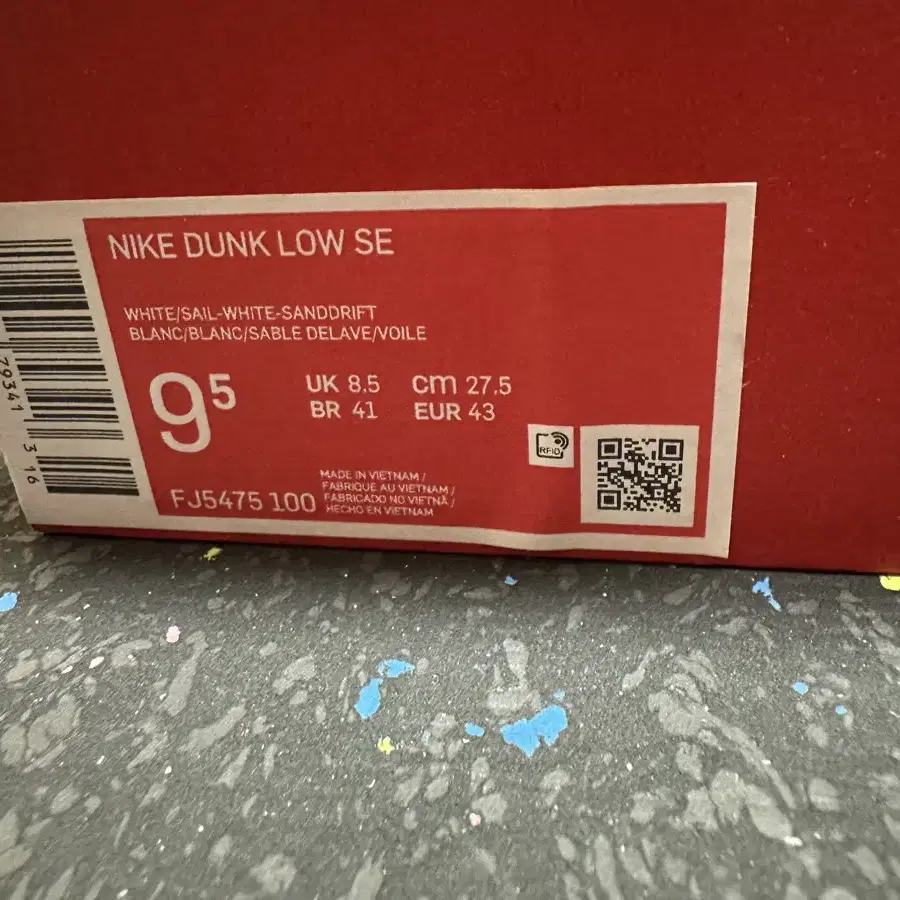 NIKE DUNK LOW SE
WHITE/SAIL-WHITE-SANDDRIFT
BLANC/BLANC/SABLE DELAVE/VOILE
9⁵
UK 8.5 cm 27.5
BR 41 EUR 43
RFID
FJ5475 100
MADE IN VIETNAM /
FABRIQUE AU VIETNAM /
FABRICADO NO VIETNÃ /
HECHO EN VIETNAM
79341 316